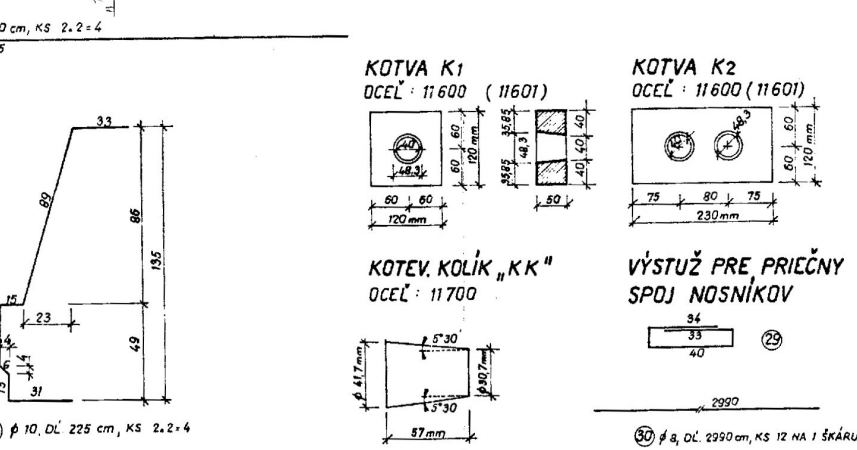 0 cm, KS 2.2=4
5
33
89
86
135
15
23
49
4
6
4
15
31
φ 10, DĹ. 225 cm, KS 2.2=4
KOTVA K1
OCEĽ : 11600 (11601)
40
48,3
60
60
120 mm
60 60
120 mm
35,85
48,3
35,85
40
40
40
50
KOTVA K2
OCEĽ : 11600 (11601)
40
48,3
60
60
120 mm
75 80 75
230 mm
KOTEV. KOLÍK „KK"
OCEĽ : 11700
5°30'
5°30'
φ 41,7 mm
φ 30,7 mm
57 mm
VÝSTUŽ PRE PRIEČNY
SPOJ NOSNÍKOV
34
33
40
29
2990
30 φ 8, DĹ. 2990 cm, KS 12 NA 1 ŠKÁRU